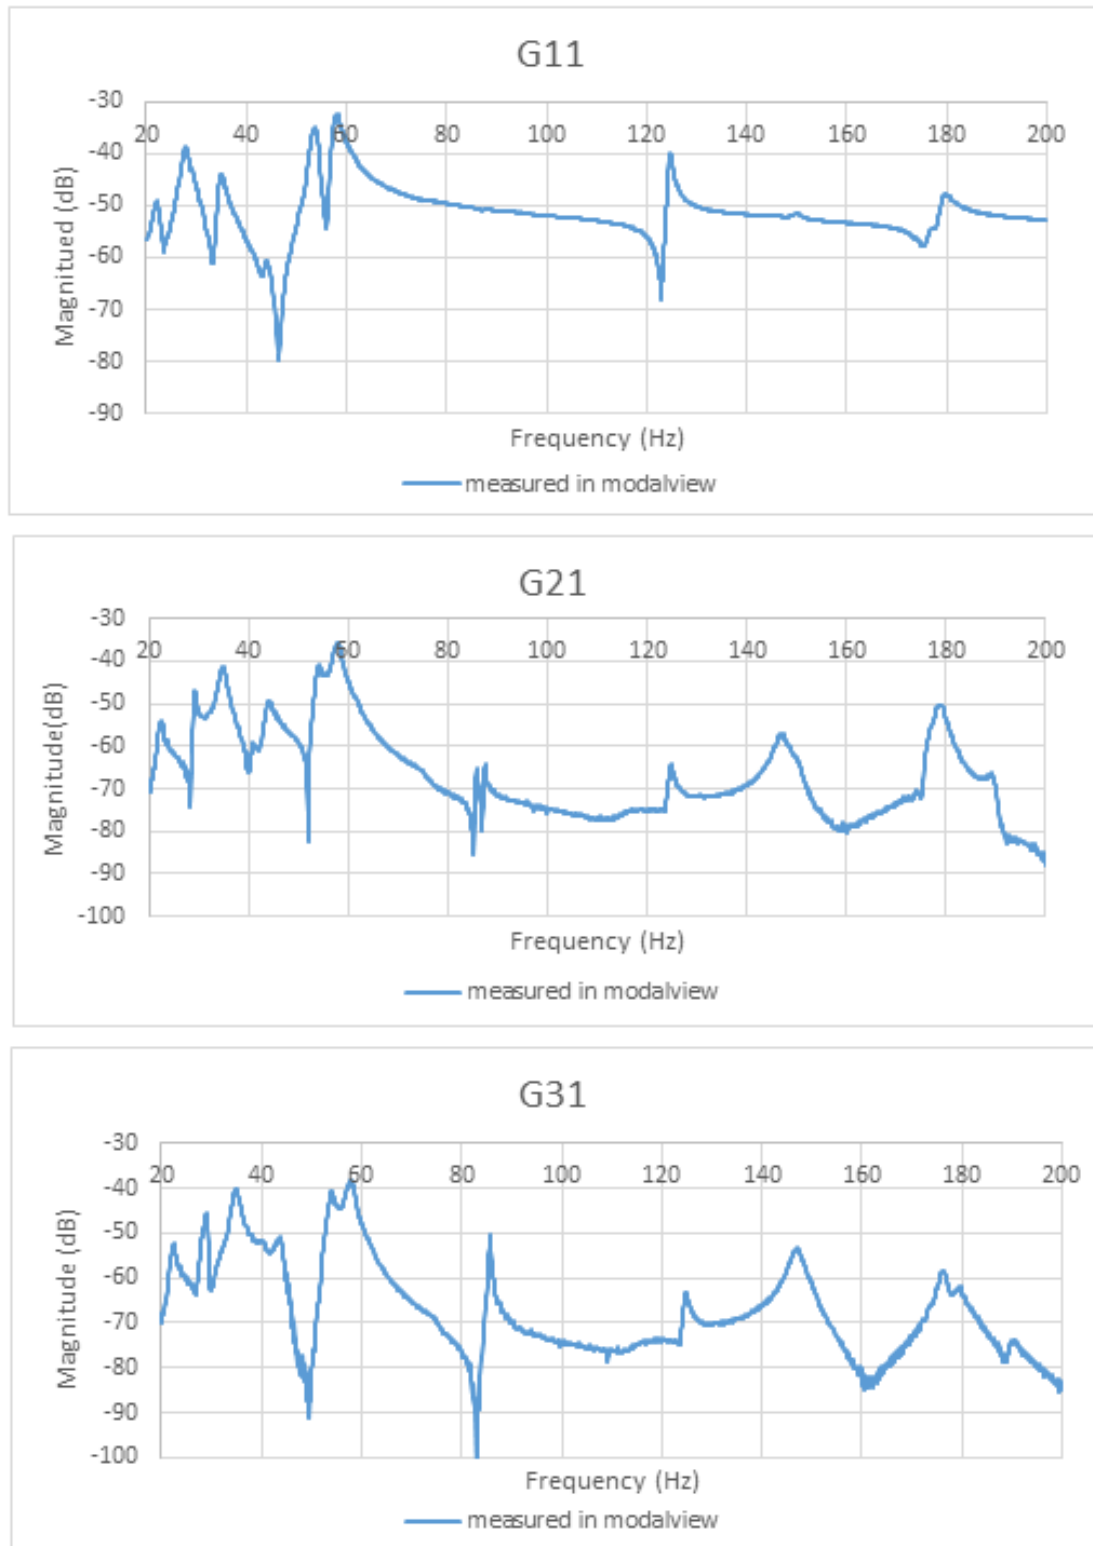 G11
-30
20 40 60 80 100 120 140 160 180 200
-40
-50
-60
-70
-80
-90
Magnitued (dB)
Frequency (Hz)
measured in modalview
G21
-30
20 40 60 80 100 120 140 160 180 200
-40
-50
-60
-70
-80
-90
-100
Magnitude(dB)
Frequency (Hz)
measured in modalview
G31
-30
20 40 60 80 100 120 140 160 180 200
-40
-50
-60
-70
-80
-90
-100
Magnitude (dB)
Frequency (Hz)
measured in modalview